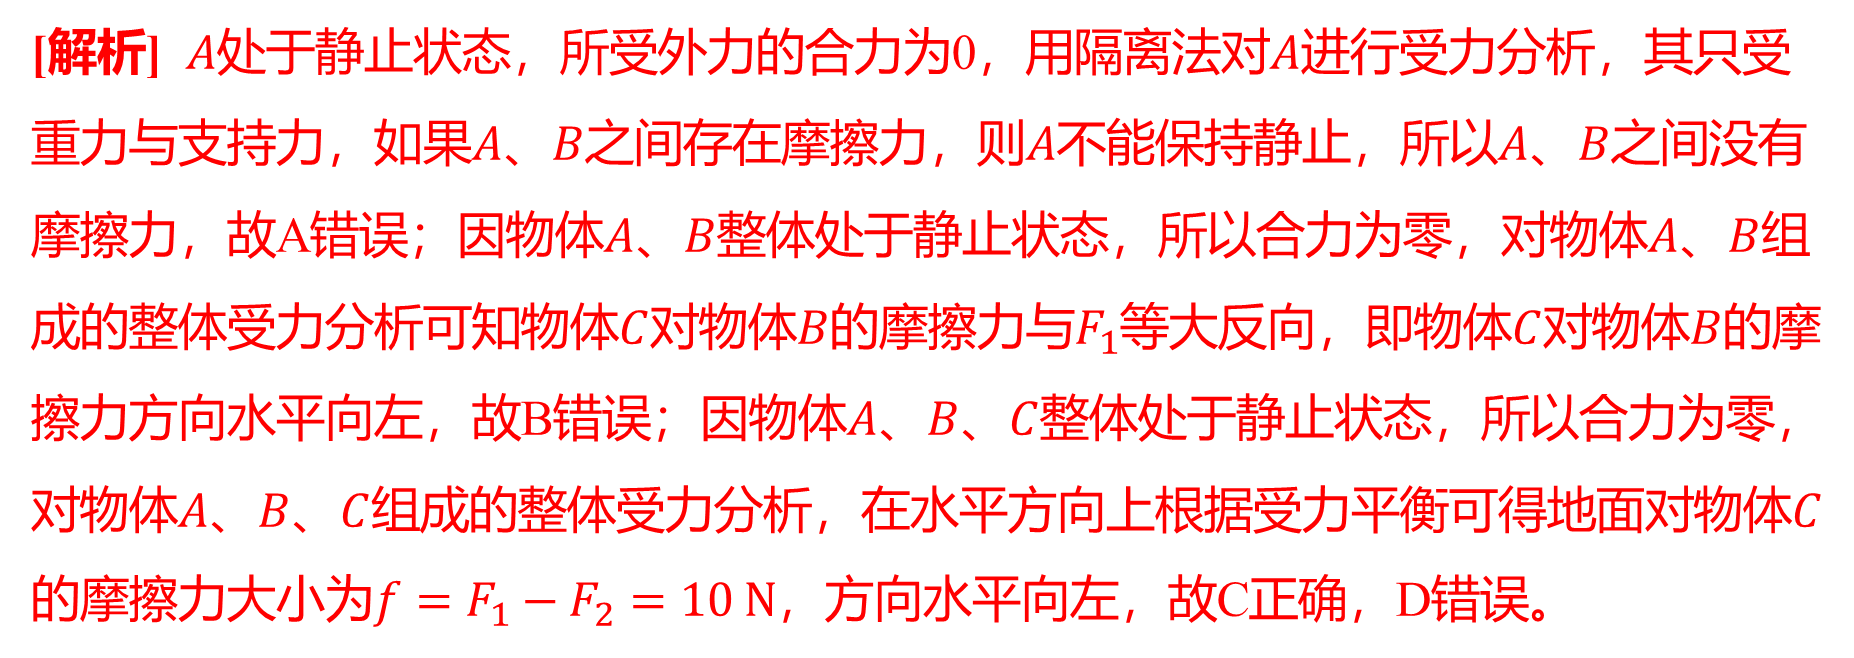 [解析] A处于静止状态，所受外力的合力为0，用隔离法对A进行受力分析，其只受
重力与支持力，如果A、B之间存在摩擦力，则A不能保持静止，所以A、B之间没有
摩擦力，故A错误；因物体A、B整体处于静止状态，所以合力为零，对物体A、B组
成的整体受力分析可知物体C对物体B的摩擦力与F₁等大反向，即物体C对物体B的摩
擦力方向水平向左，故B错误；因物体A、B、C整体处于静止状态，所以合力为零，
对物体A、B、C组成的整体受力分析，在水平方向上根据受力平衡可得地面对物体C
的摩擦力大小为f = F₁ − F₂ = 10 N，方向水平向左，故C正确，D错误。